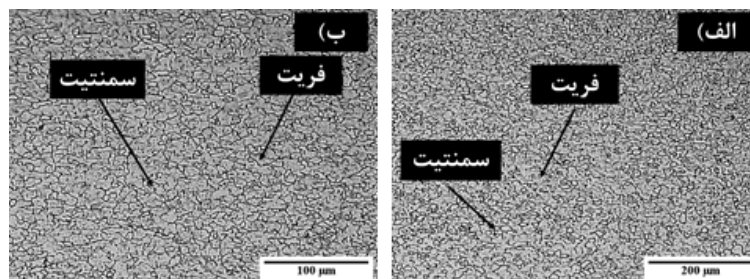 الف)
فریت
سمنتیت
200 µm
ب)
فریت
سمنتیت
100 µm